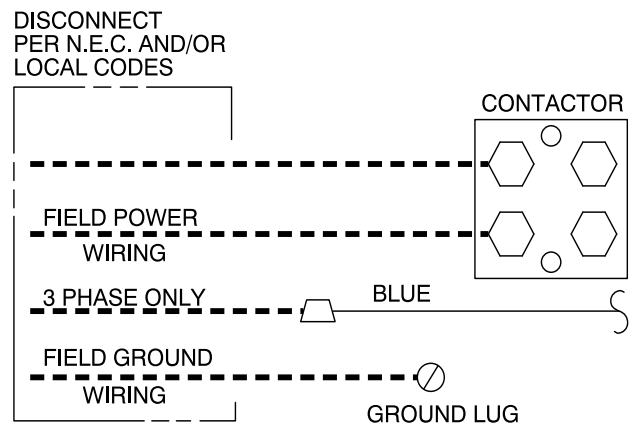 DISCONNECT
PER N.E.C. AND/OR
LOCAL CODES
CONTACTOR
FIELD POWER
WIRING
3 PHASE ONLY
BLUE
FIELD GROUND
WIRING
GROUND LUG